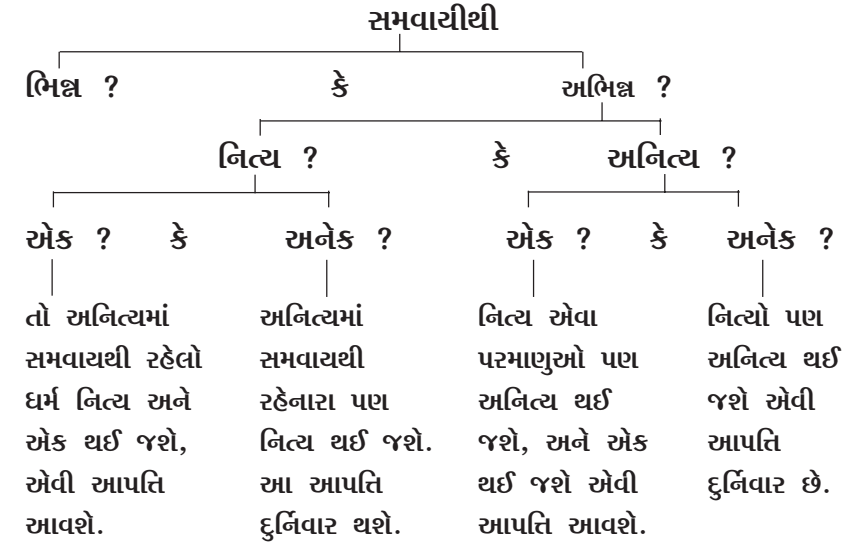 સમવાયીથી
ભિન્ન ? કે અભિન્ન ?
નિત્ય ? કે અનિત્ય ?
એક ? કે અનેક ? એક ? કે અનેક ?
તો અનિત્યમાં
સમવાયથી રહેલો
ધર્મ નિત્ય અને
એક થઈ જશે,
એવી આપત્તિ
આવશે.
અનિત્યમાં
સમવાયથી
રહેનારા પણ
નિત્ય થઈ જશે.
આ આપત્તિ
દુર્નિવાર થશે.
નિત્ય એવા
પરમાણુઓ પણ
અનિત્ય થઈ
જશે, અને એક
થઈ જશે એવી
આપત્તિ આવશે.
નિત્યો પણ
અનિત્ય થઈ
જશે એવી
આપત્તિ
દુર્નિવાર છે.